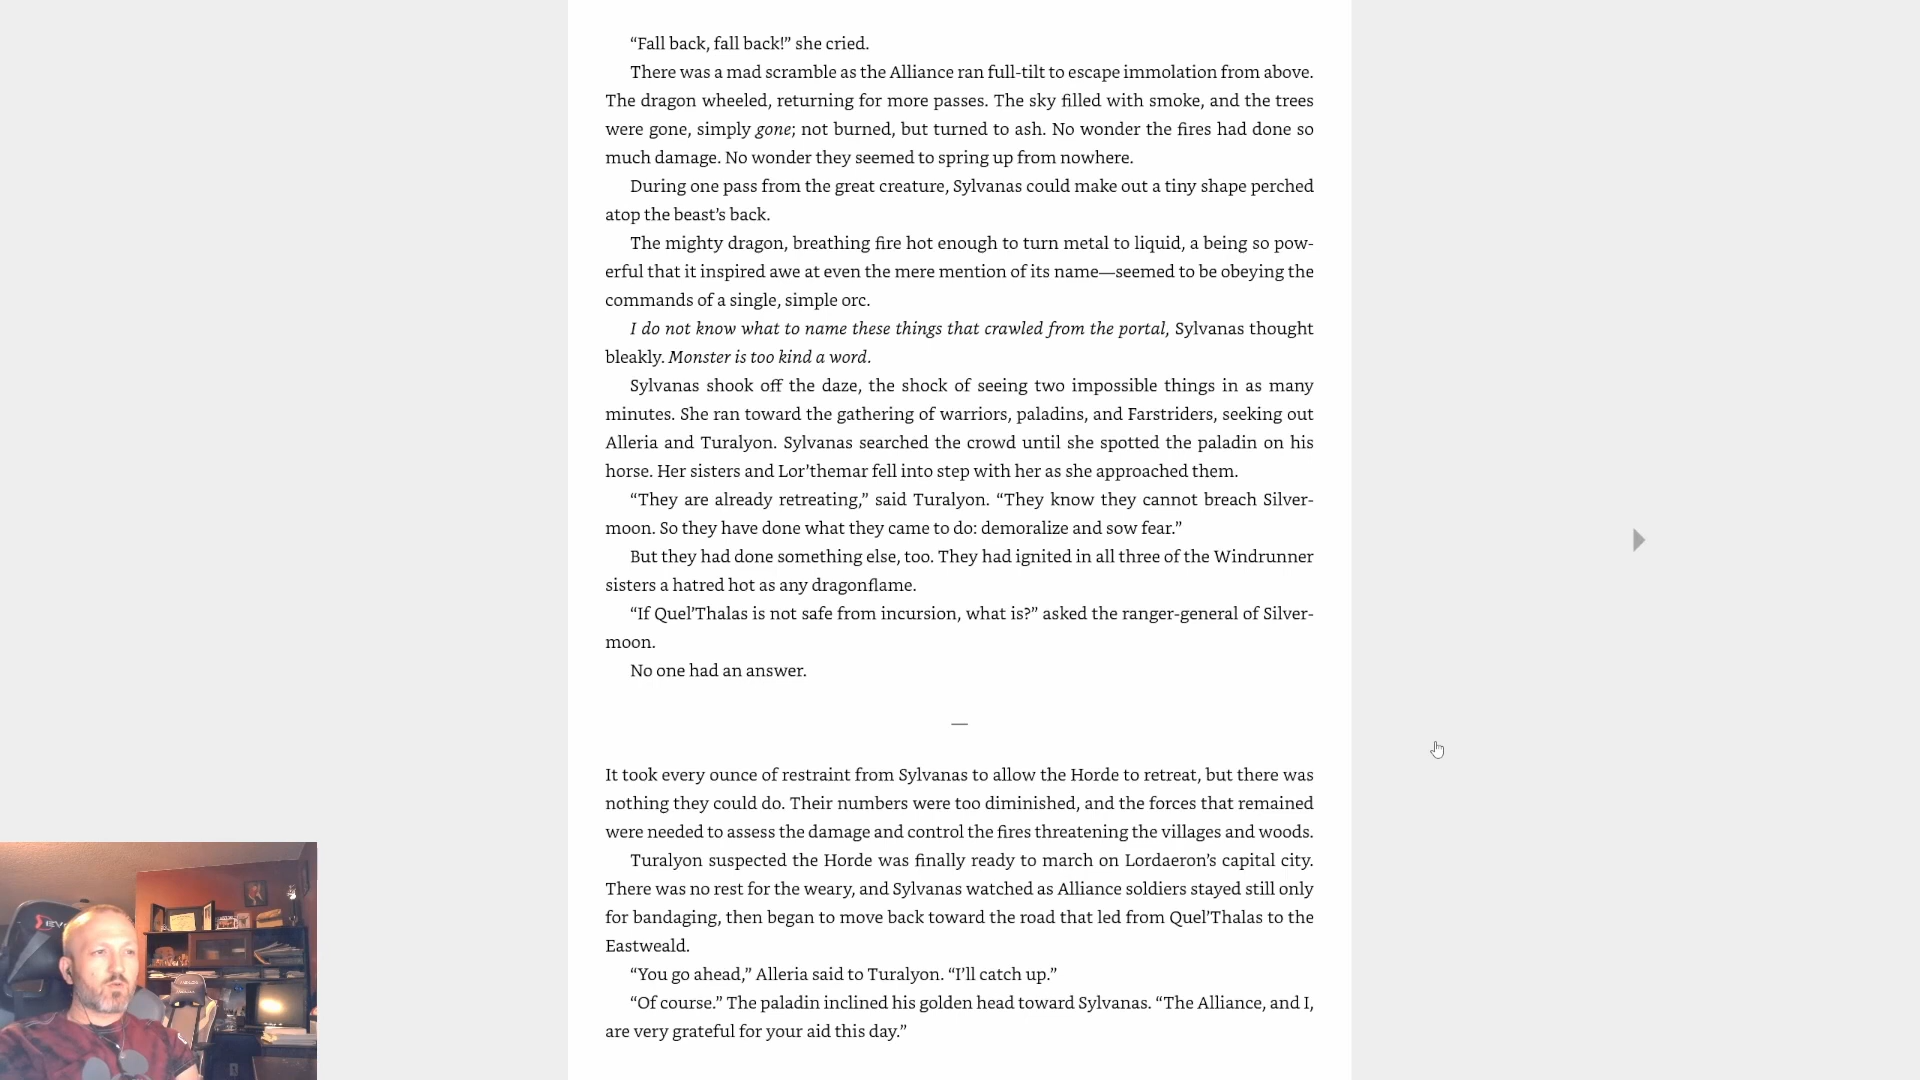 “Fall back, fall back!” she cried.
There was a mad scramble as the Alliance ran full-tilt to escape immolation from above.
The dragon wheeled, returning for more passes. The sky filled with smoke, and the trees
were gone, simply gone; not burned, but turned to ash. No wonder the fires had done so
much damage. No wonder they seemed to spring up from nowhere.
During one pass from the great creature, Sylvanas could make out a tiny shape perched
atop the beast’s back.
The mighty dragon, breathing fire hot enough to turn metal to liquid, a being so pow-
erful that it inspired awe at even the mere mention of its name—seemed to be obeying the
commands of a single, simple orc.
I do not know what to name these things that crawled from the portal, Sylvanas thought
bleakly. Monster is too kind a word.
Sylvanas shook off the daze, the shock of seeing two impossible things in as many
minutes. She ran toward the gathering of warriors, paladins, and Farstriders, seeking out
Alleria and Turalyon. Sylvanas searched the crowd until she spotted the paladin on his
horse. Her sisters and Lor’themar fell into step with her as she approached them.
“They are already retreating,” said Turalyon. “They know they cannot breach Silver-
moon. So they have done what they came to do: demoralize and sow fear.”
But they had done something else, too. They had ignited in all three of the Windrunner
sisters a hatred hot as any dragonflame.
“If Quel’Thalas is not safe from incursion, what is?” asked the ranger-general of Silver-
moon.
No one had an answer.
—
It took every ounce of restraint from Sylvanas to allow the Horde to retreat, but there was
nothing they could do. Their numbers were too diminished, and the forces that remained
were needed to assess the damage and control the fires threatening the villages and woods.
Turalyon suspected the Horde was finally ready to march on Lordaeron’s capital city.
There was no rest for the weary, and Sylvanas watched as Alliance soldiers stayed still only
for bandaging, then began to move back toward the road that led from Quel’Thalas to the
Eastweald.
“You go ahead,” Alleria said to Turalyon. “I’ll catch up.”
“Of course.” The paladin inclined his golden head toward Sylvanas. “The Alliance, and I,
are very grateful for your aid this day.”